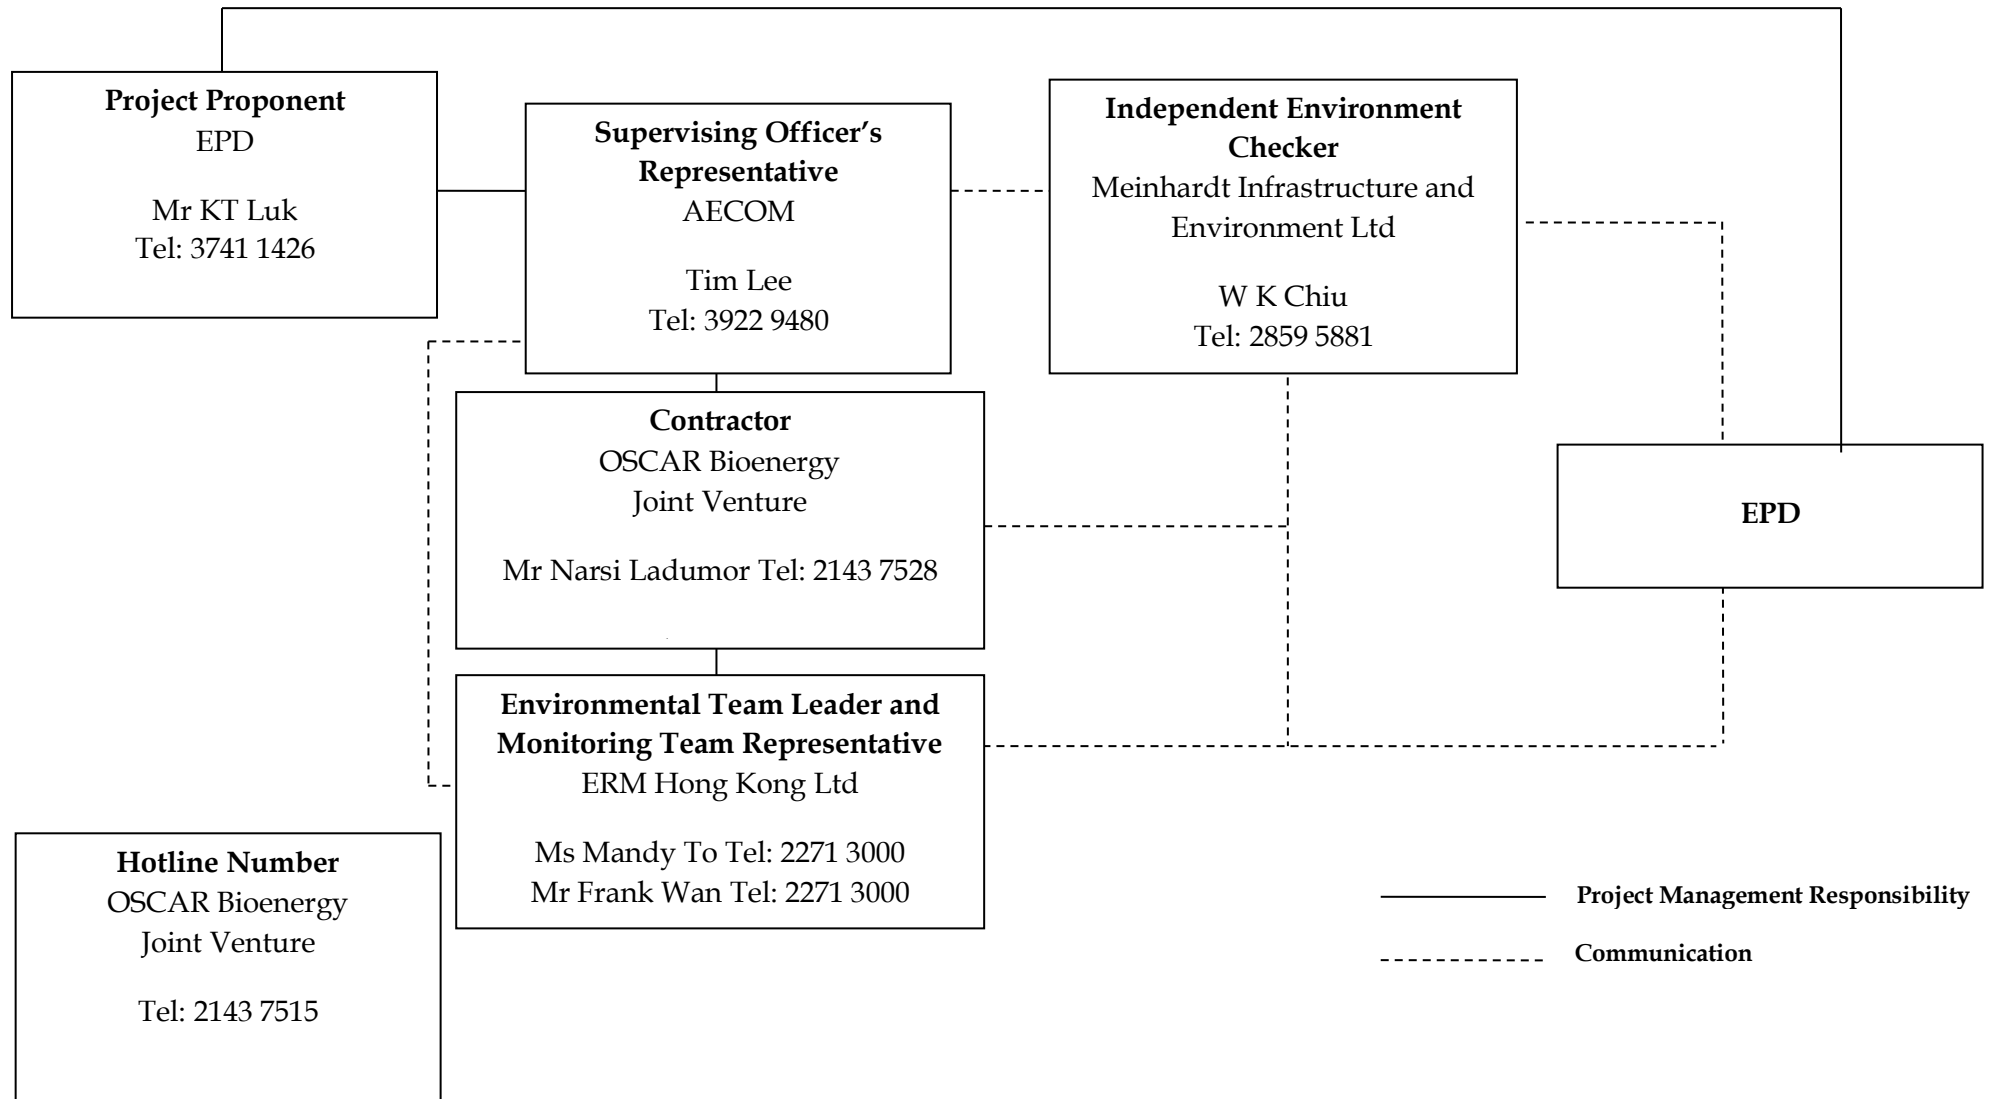 Project Proponent
EPD
Mr KT Luk
Tel: 3741 1426
Supervising Officer’s
Representative
AECOM
Tim Lee
Tel: 3922 9480
Independent Environment
Checker
Meinhardt Infrastructure and
Environment Ltd
W K Chiu
Tel: 2859 5881
Contractor
OSCAR Bioenergy
Joint Venture
Mr Narsi Ladumor Tel: 2143 7528
EPD
Environmental Team Leader and
Monitoring Team Representative
ERM Hong Kong Ltd
Ms Mandy To Tel: 2271 3000
Mr Frank Wan Tel: 2271 3000
Hotline Number
OSCAR Bioenergy
Joint Venture
Tel: 2143 7515
Project Management Responsibility
Communication